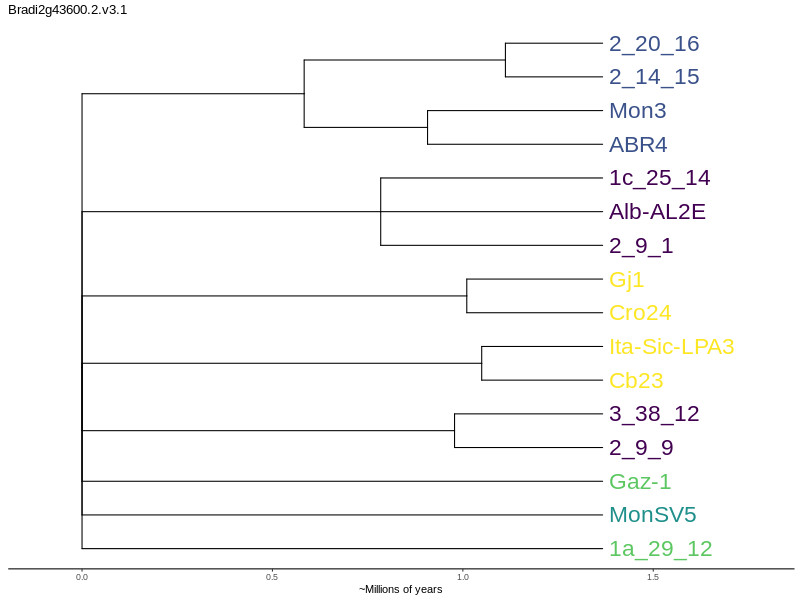 Bradi2g43600.2.v3.1
2_20_16
2_14_15
Mon3
ABR4
1c_25_14
Alb-AL2E
2_9_1
Gj1
Cro24
Ita-Sic-LPA3
Cb23
3_38_12
2_9_9
Gaz-1
MonSV5
1a_29_12
0.0 0.5 1.0 1.5
~Millions of years